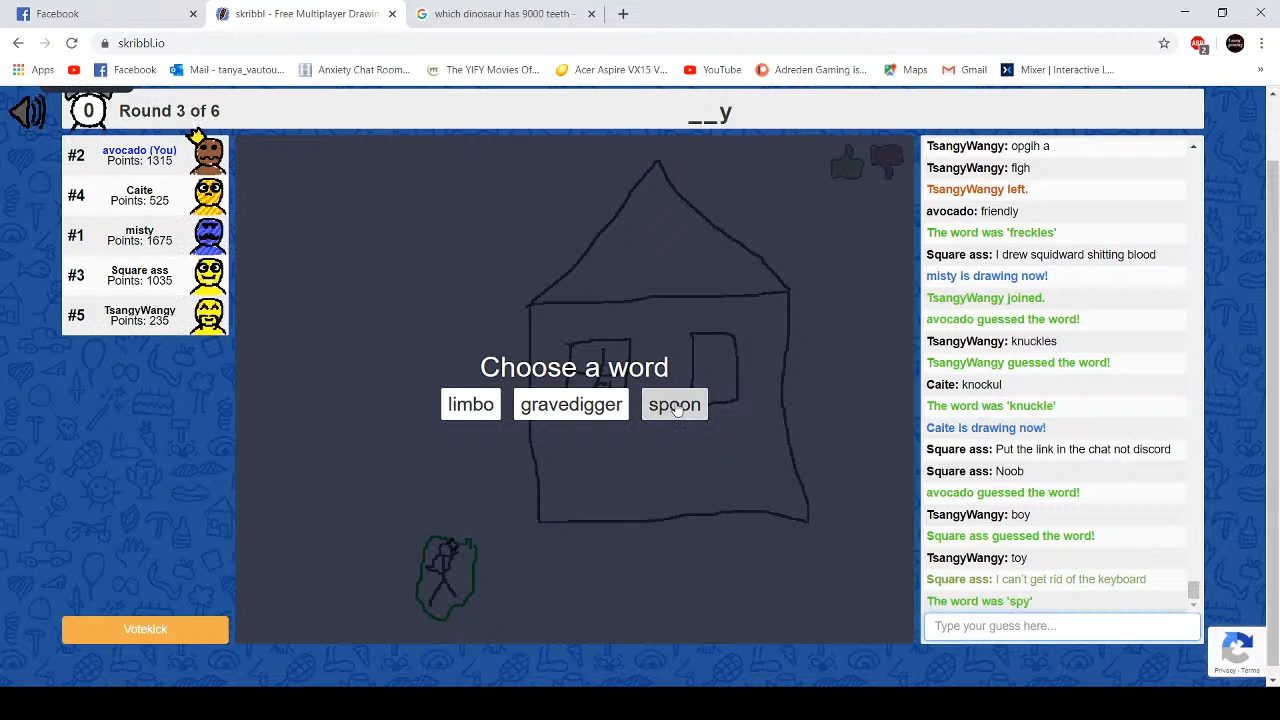 Facebook
skribbl - Free Multiplayer Drawin
which dinosaur has 9000 teeth -
skribbl.io
ABP
2
Apps
Facebook
Mail - tanya_vautou...
Anxiety Chat Room...
The YIFY Movies Of...
Acer Aspire VX15 V...
YouTube
Adreden Gaming is...
Maps
Gmail
Mixer | Interactive L...
0
Round 3 of 6
__y
#2
avocado (You)
Points: 1315
#4
Caite
Points: 525
#1
misty
Points: 1675
#3
Square ass
Points: 1035
#5
TsangyWangy
Points: 235
Votekick
Choose a word
limbo
gravedigger
spoon
TsangyWangy: opgih a
TsangyWangy: figh
TsangyWangy left.
avocado: friendly
The word was 'freckles'
Square ass: I drew squidward shitting blood
misty is drawing now!
TsangyWangy joined.
avocado guessed the word!
TsangyWangy: knuckles
TsangyWangy guessed the word!
Caite: knockul
The word was 'knuckle'
Caite is drawing now!
Square ass: Put the link in the chat not discord
Square ass: Noob
avocado guessed the word!
TsangyWangy: boy
Square ass guessed the word!
TsangyWangy: toy
Square ass: I can't get rid of the keyboard
The word was 'spy'
Type your guess here...
Privacy - Terms